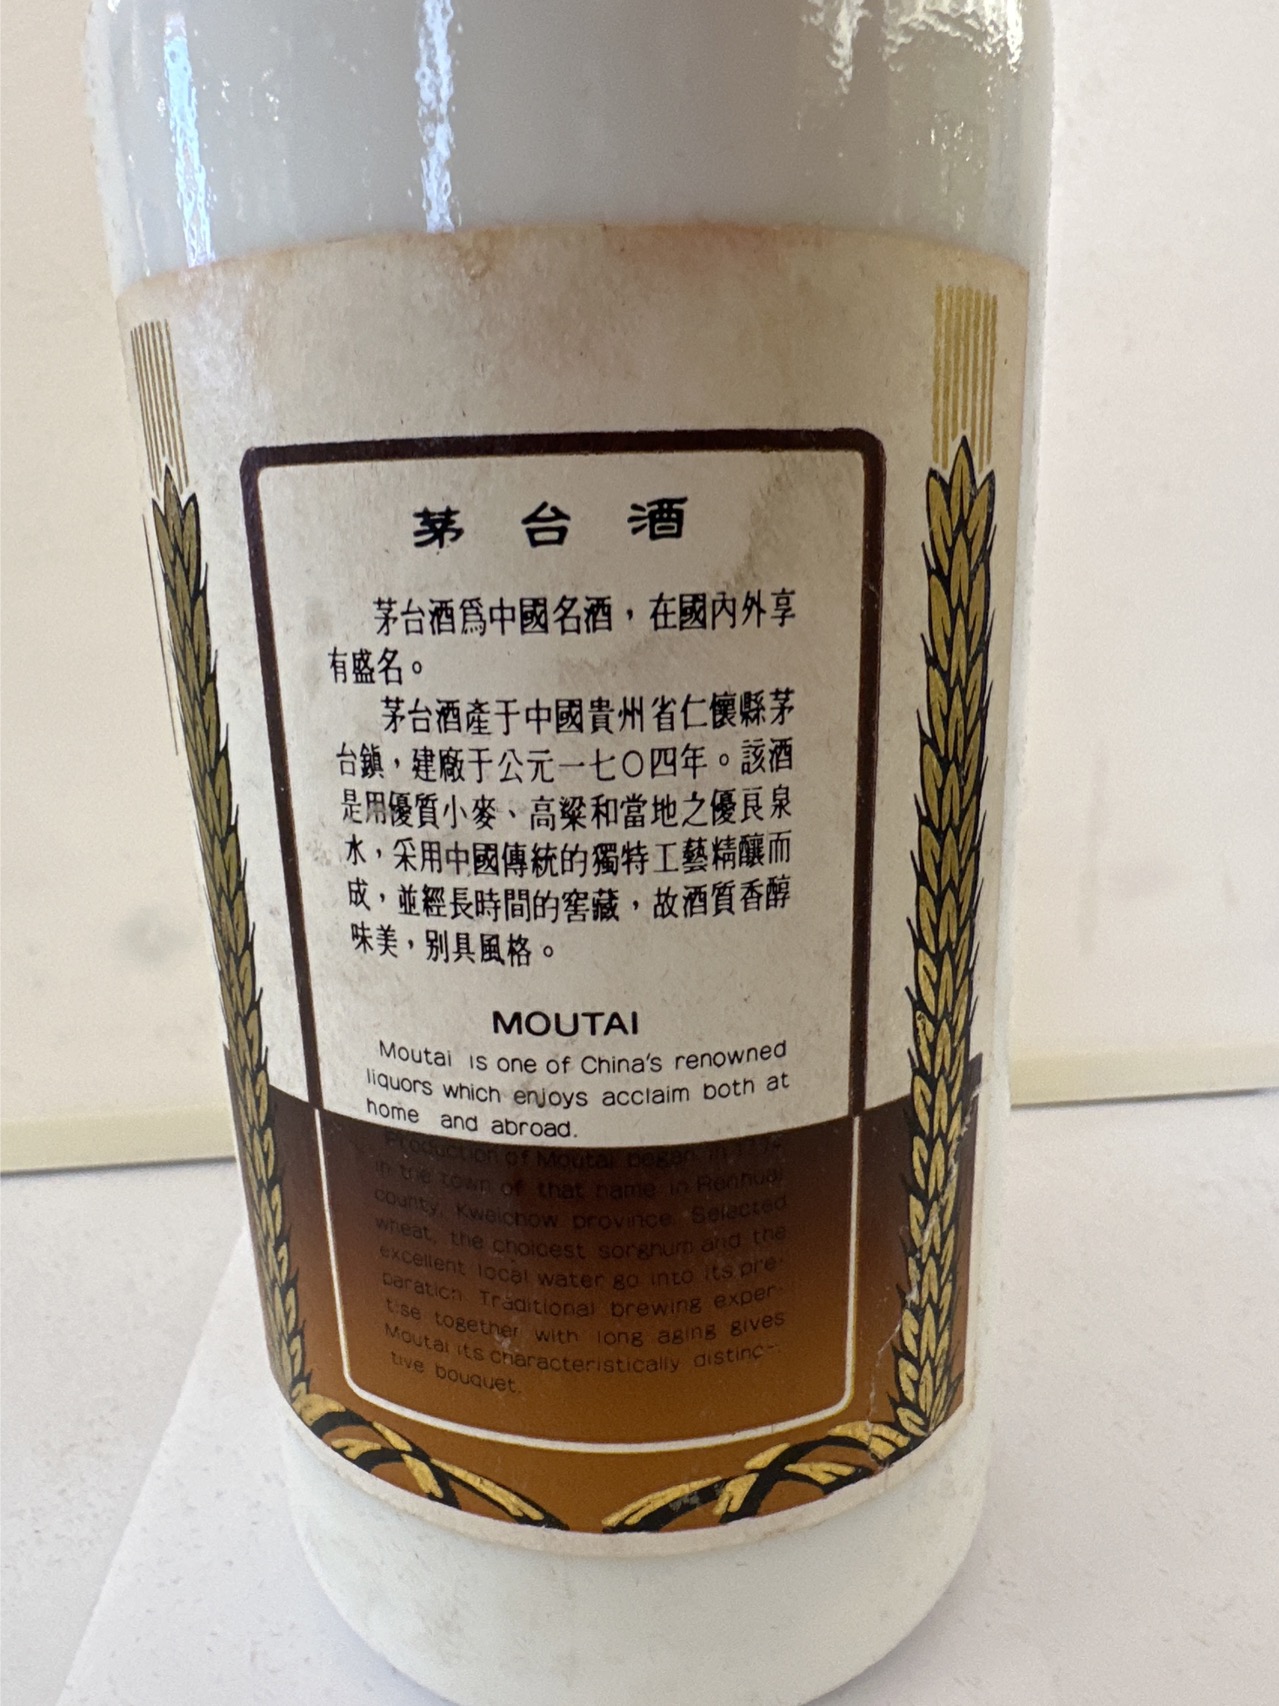 茅台酒
茅台酒爲中國名酒，在國內外享
有盛名。
茅台酒產于中國貴州省仁懷縣茅
台鎮，建廠于公元一七〇四年。該酒
是用優質小麥、高粱和當地之優良泉
水，采用中國傳統的獨特工藝精釀而
成，並經長時間的窖藏，故酒質香醇
味美，别具風格。
MOUTAI
Moutai is one of China's renowned
liquors which enjoys acclaim both at
home and abroad.
Production of Moutai began in
in the town of that name in Renhuai
county, Kweichow province. Selected
wheat, the choicest sorghum and the
excellent local water go into its pre-
paration. Traditional brewing exper-
tise together with long aging gives
Moutai its characteristically distinc-
tive bouquet.